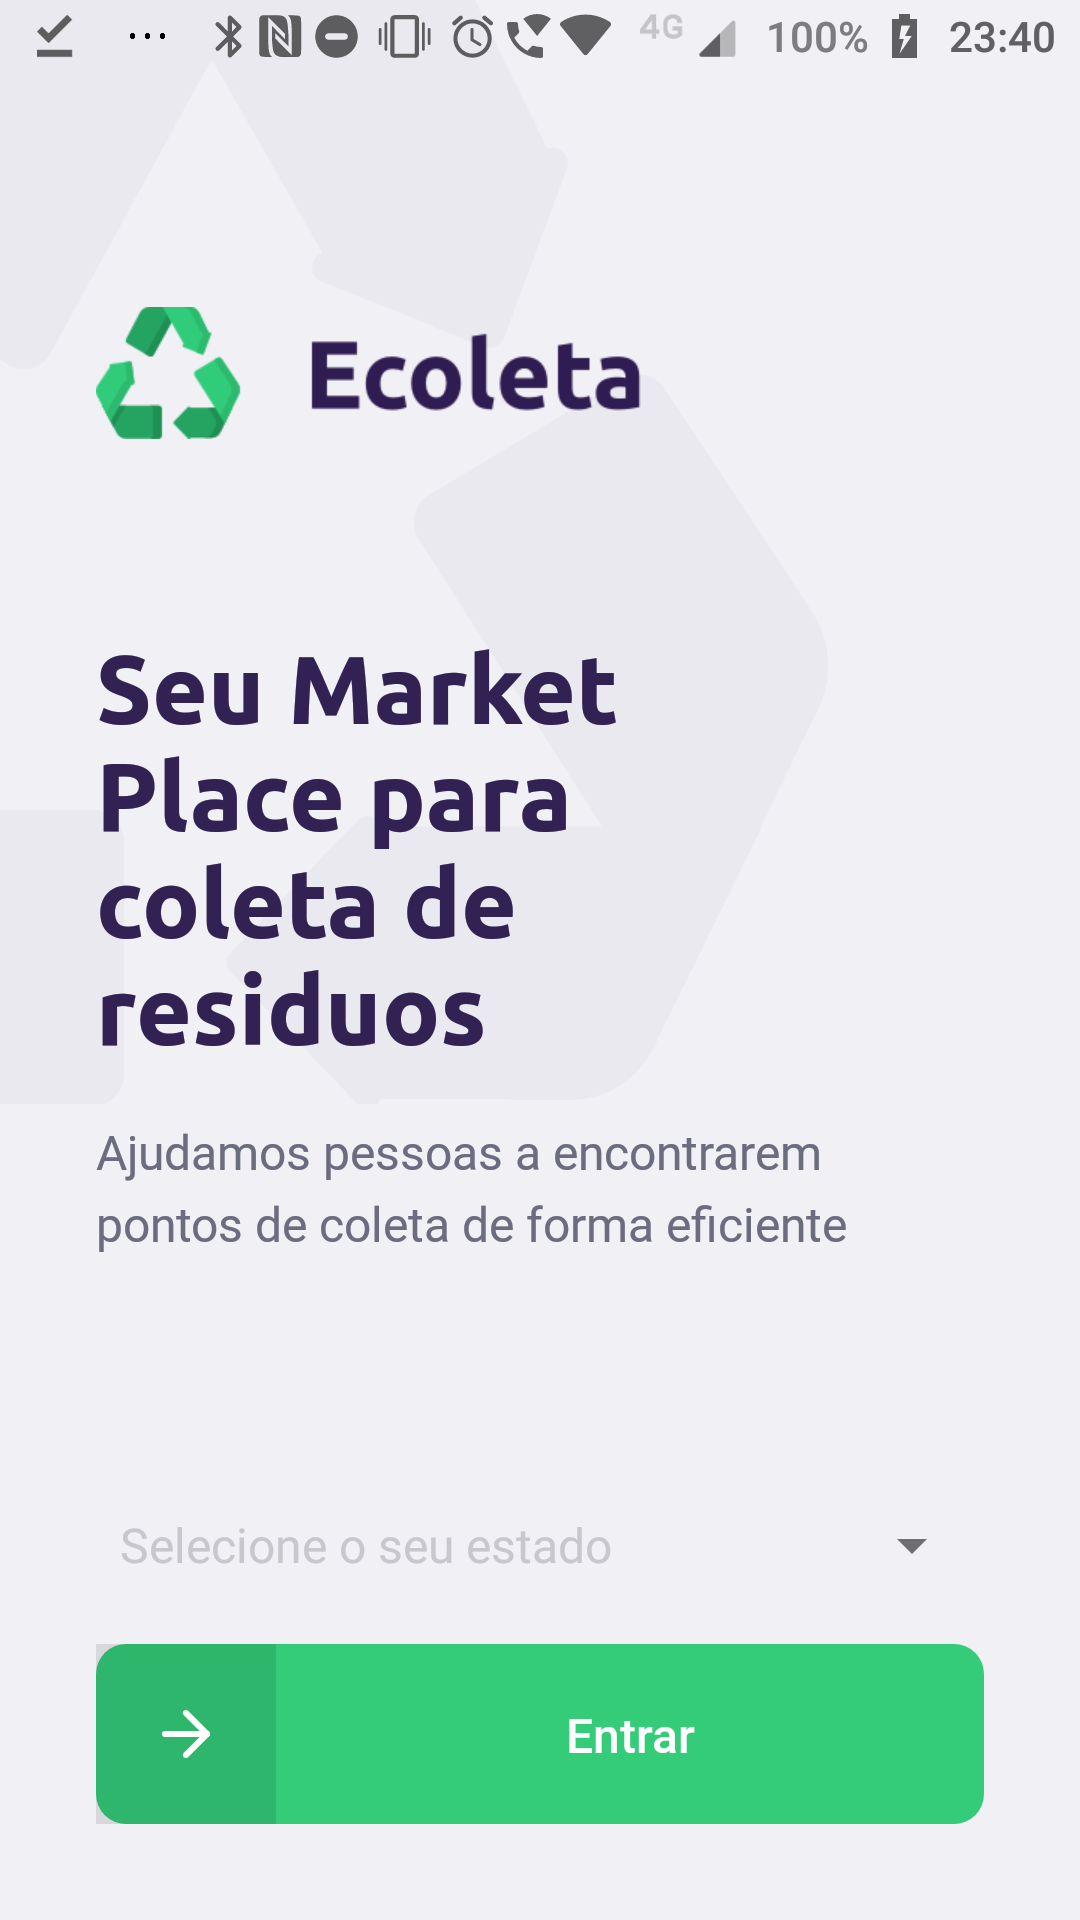 4G 100% 23:40
Ecoleta
Seu Market
Place para
coleta de
residuos
Ajudamos pessoas a encontrarem
pontos de coleta de forma eficiente
Selecione o seu estado
Entrar